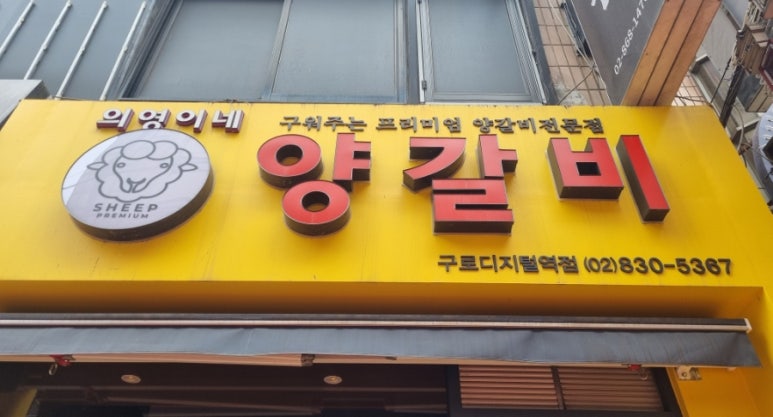 의영이네
구워주는 프리미엄 양갈비전문점
SHEEP
PREMIUM
양갈비
구로디지털역점 (02)830-5367